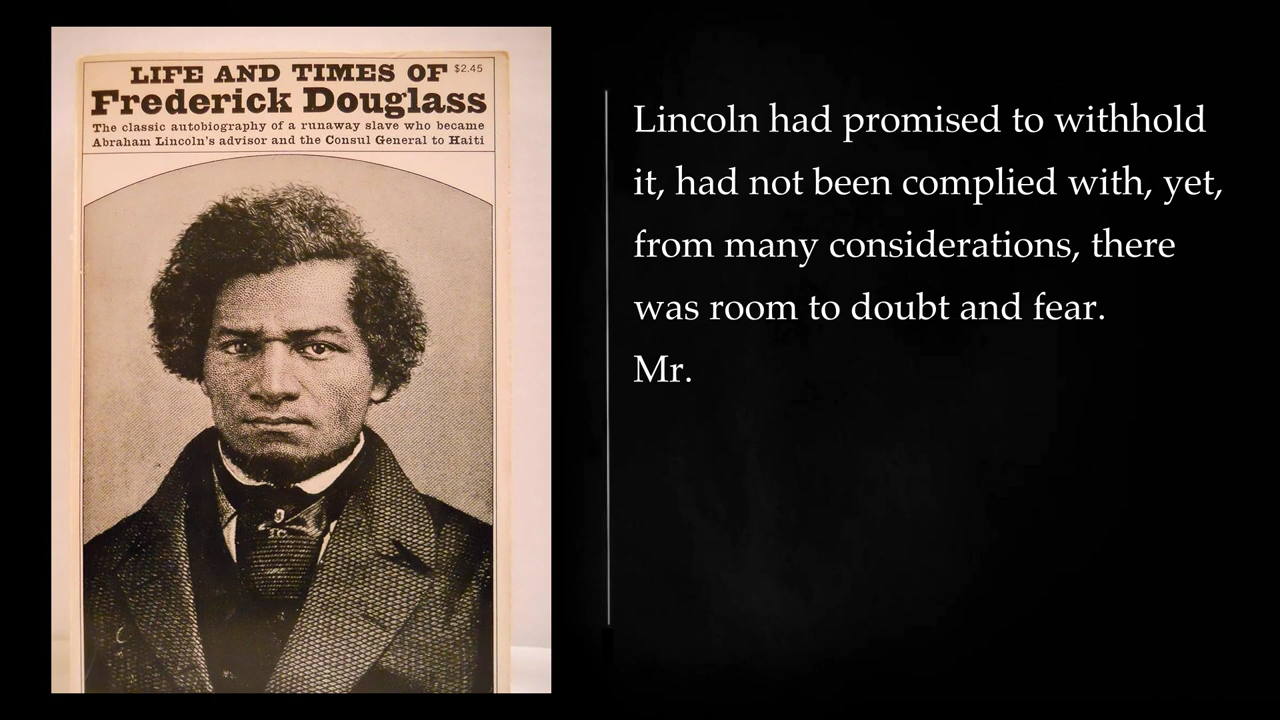 LIFE AND TIMES OF $2.45
Frederick Douglass
The classic autobiography of a runaway slave who became
Abraham Lincoln's advisor and the Consul General to Haiti
Lincoln had promised to withhold
it, had not been complied with, yet,
from many considerations, there
was room to doubt and fear.
Mr.